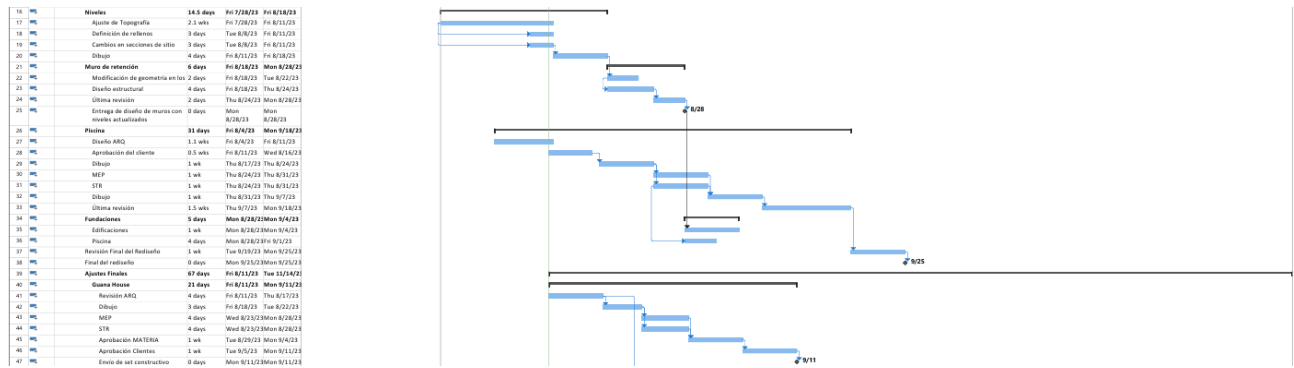 16 Niveles 14.5 days Fri 7/28/23 Fri 8/18/23
17 Ajuste de Topografía 2.1 wks Fri 7/28/23 Fri 8/11/23
18 Definición de rellenos 3 days Tue 8/8/23 Fri 8/11/23
19 Cambios en secciones de sitio 3 days Tue 8/8/23 Fri 8/11/23
20 Dibujo 4 days Fri 8/11/23 Fri 8/18/23
21 Muro de retención 6 days Fri 8/18/23 Mon 8/28/23
22 Modificación de geometría en los 2 days Fri 8/18/23 Tue 8/22/23
23 Diseño estructural 4 days Fri 8/18/23 Thu 8/24/23
24 Última revisión 2 days Thu 8/24/23 Mon 8/28/23
25 Entrega de diseño de muros con 0 days Mon Mon 8/28
niveles actualizados 8/28/23 8/28/23
26 Piscina 31 days Fri 8/4/23 Mon 9/18/23
27 Diseño ARQ 1.1 wks Fri 8/4/23 Fri 8/11/23
28 Aprobación del cliente 0.5 wks Fri 8/11/23 Wed 8/16/23
29 Dibujo 1 wk Thu 8/17/23 Thu 8/24/23
30 MEP 1 wk Thu 8/24/23 Thu 8/31/23
31 STR 1 wk Thu 8/24/23 Thu 8/31/23
32 Dibujo 1 wk Thu 8/31/23 Thu 9/7/23
33 Última revisión 1.5 wks Thu 9/7/23 Mon 9/18/23
34 Fundaciones 5 days Mon 8/28/23 Mon 9/4/23
35 Edificaciones 1 wk Mon 8/28/23 Mon 9/4/23
36 Piscina 4 days Mon 8/28/23 Fri 9/1/23
37 Revisión Final del Rediseño 1 wk Tue 9/19/23 Mon 9/25/23
38 Final del rediseño 0 days Mon 9/25/23 Mon 9/25/23 9/25
39 Ajustes Finales 67 days Fri 8/11/23 Tue 11/14/2
40 Guana House 21 days Fri 8/11/23 Mon 9/11/23
41 Revisión ARQ 4 days Fri 8/11/23 Thu 8/17/23
42 Dibujo 3 days Fri 8/18/23 Tue 8/22/23
43 MEP 4 days Wed 8/23/23 Mon 8/28/23
44 STR 4 days Wed 8/23/23 Mon 8/28/23
45 Aprobación MATERIA 1 wk Tue 8/29/23 Mon 9/4/23
46 Aprobación Clientes 1 wk Tue 9/5/23 Mon 9/11/23
47 Envío de set constructivo 0 days Mon 9/11/23 Mon 9/11/23 9/11